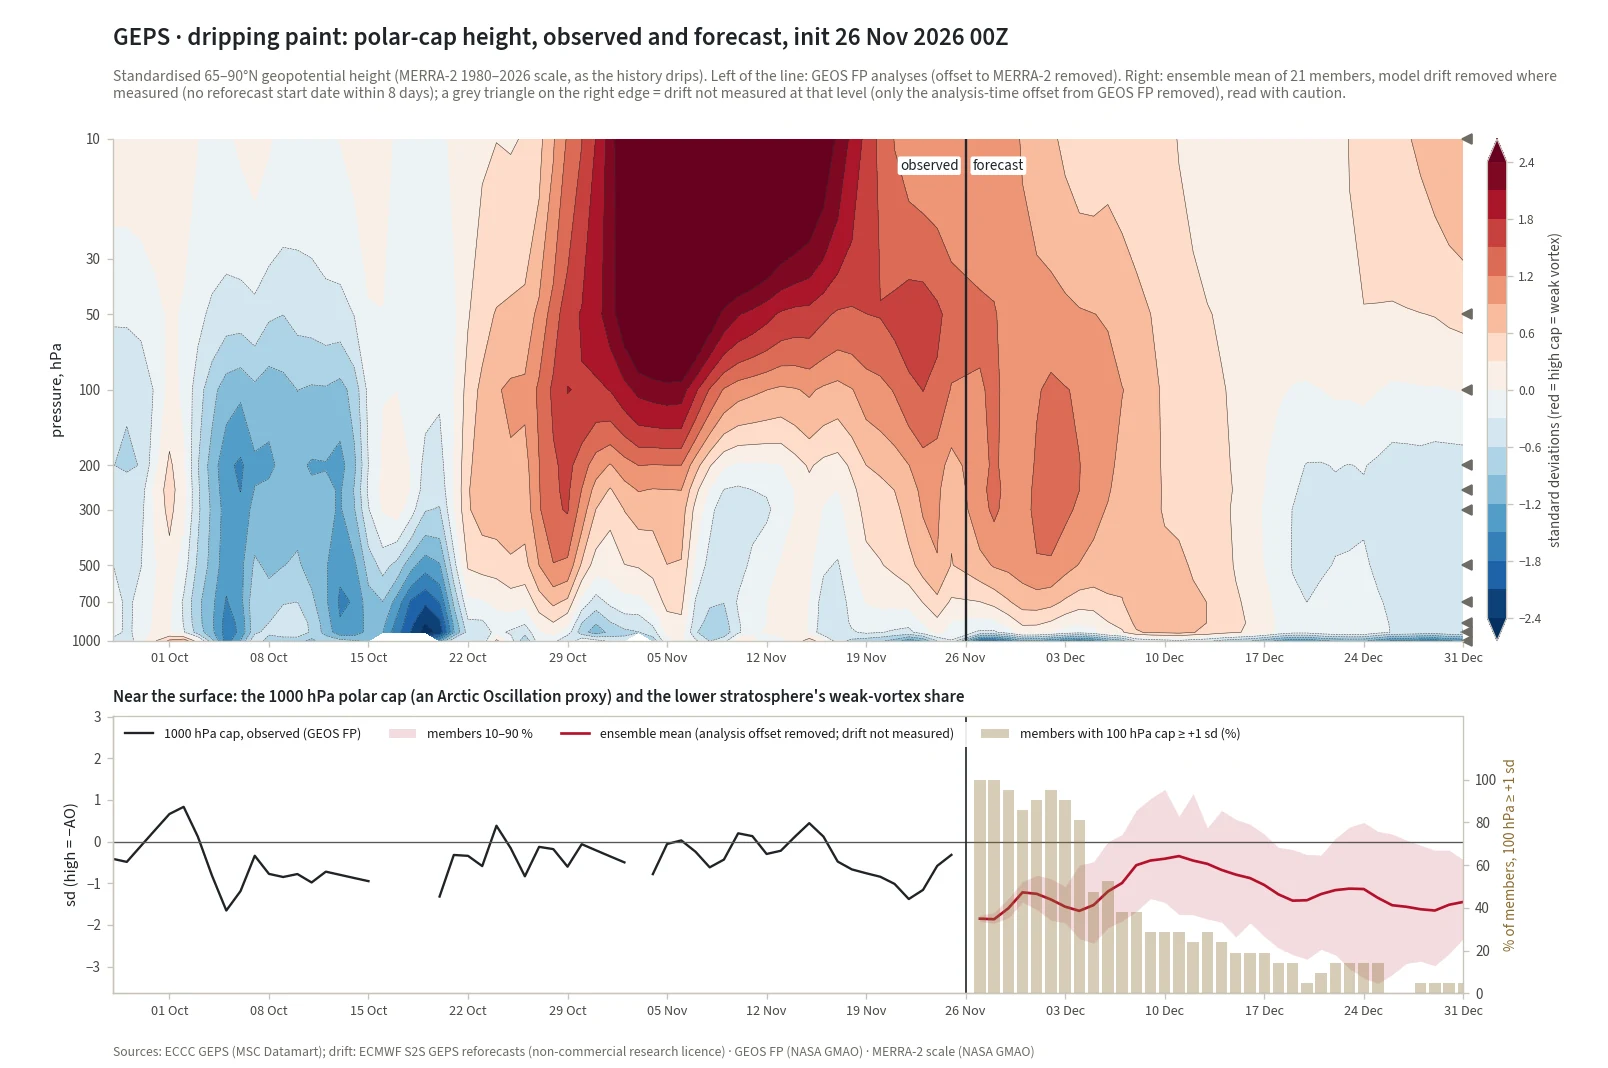 GEPS · dripping paint: polar-cap height, observed and forecast, init 26 Nov 2026 00Z
Standardised 65–90°N geopotential height (MERRA-2 1980–2026 scale, as the history drips). Left of the line: GEOS FP analyses (offset to MERRA-2 removed). Right: ensemble mean of 21 members, model drift removed where
measured (no reforecast start date within 8 days); a grey triangle on the right edge = drift not measured at that level (only the analysis-time offset from GEOS FP removed), read with caution.
pressure, hPa
10
30
50
100
200
300
500
700
1000
observed
forecast
01 Oct
08 Oct
15 Oct
22 Oct
29 Oct
05 Nov
12 Nov
19 Nov
26 Nov
03 Dec
10 Dec
17 Dec
24 Dec
31 Dec
2.4
1.8
1.2
0.6
0.0
−0.6
−1.2
−1.8
−2.4
standard deviations (red = high cap = weak vortex)
Near the surface: the 1000 hPa polar cap (an Arctic Oscillation proxy) and the lower stratosphere's weak-vortex share
1000 hPa cap, observed (GEOS FP)
members 10–90 %
ensemble mean (analysis offset removed; drift not measured)
members with 100 hPa cap ≥ +1 sd (%)
sd (high = −AO)
3
2
1
0
−1
−2
−3
100
80
60
40
20
0
% of members, 100 hPa ≥ +1 sd
01 Oct
08 Oct
15 Oct
22 Oct
29 Oct
05 Nov
12 Nov
19 Nov
26 Nov
03 Dec
10 Dec
17 Dec
24 Dec
31 Dec
Sources: ECCC GEPS (MSC Datamart); drift: ECMWF S2S GEPS reforecasts (non-commercial research licence) · GEOS FP (NASA GMAO) · MERRA-2 scale (NASA GMAO)